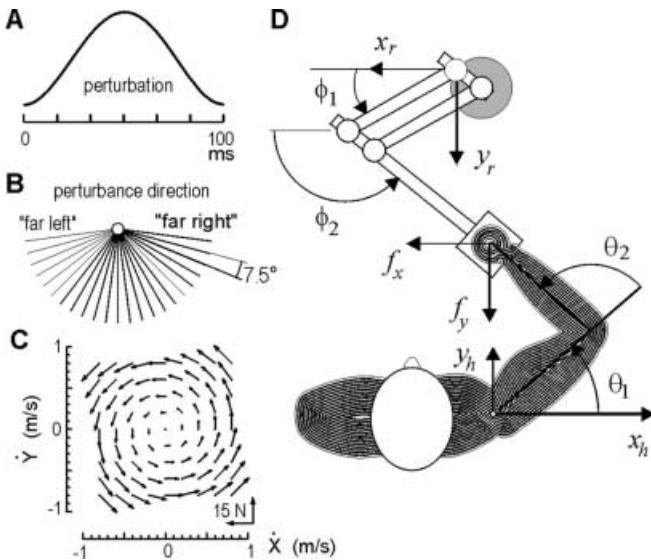 A
perturbation
0
100
ms
B
perturbance direction
"far left"
"far right"
7.5°
C
Ẏ (m/s)
1
0
-1
15 N
-1
0
1
Ẋ (m/s)
D
x_r
ϕ_1
y_r
ϕ_2
f_x
f_y
θ_2
y_h
θ_1
x_h